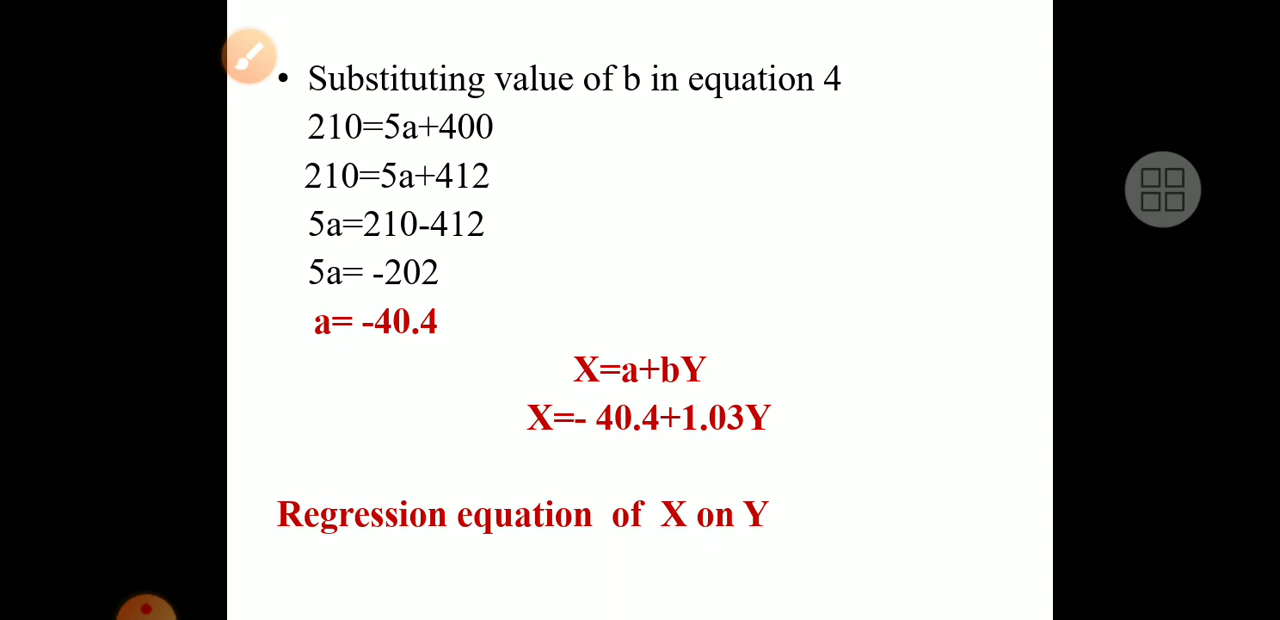 • Substituting value of b in equation 4
210=5a+400
210=5a+412
5a=210-412
5a= -202
a= -40.4
X=a+bY
X=- 40.4+1.03Y
Regression equation of X on Y